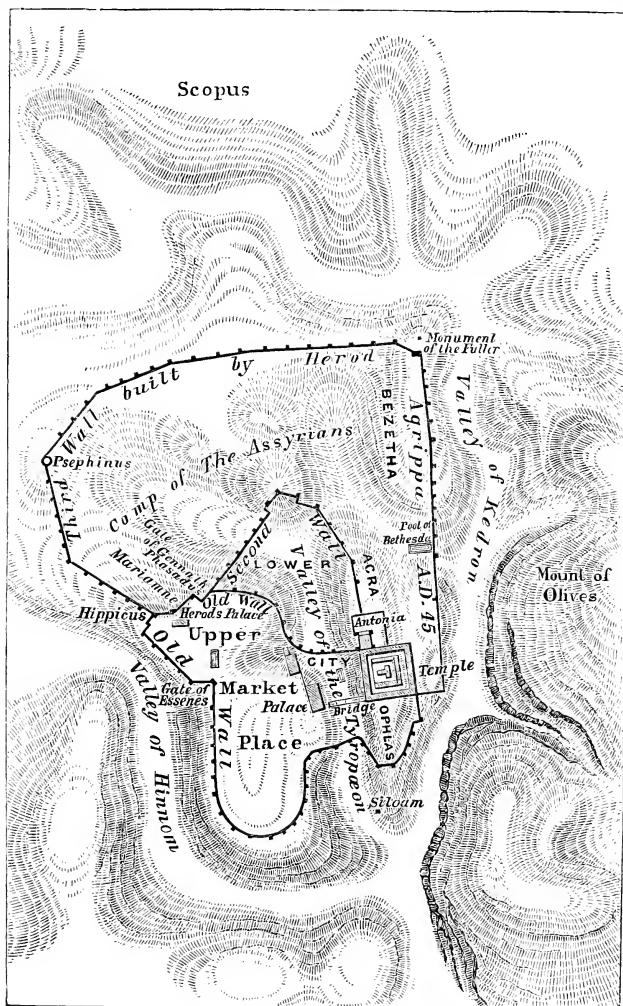 Scopus
Monument
of the Fuller
Third Wall built by Herod Agrippa A.D. 45
Valley of Kedron
BEZETHA
Psephinus
Camp of The Assyrians
Gate
of Gennath
Phasaëlus
Mariamne
Hippicus
Second Wall
LOWER
CITY
Valley of the Tyropæon
ACRA
Pool of
Bethesda
Mount of
Olives
Old Wall
Herods Palace
Antonia
Upper
Market
Place
Old Wall
Gate of
Essenes
Palace
Bridge
Temple
T
OPHLAS
Valley of Hinnom
Siloam